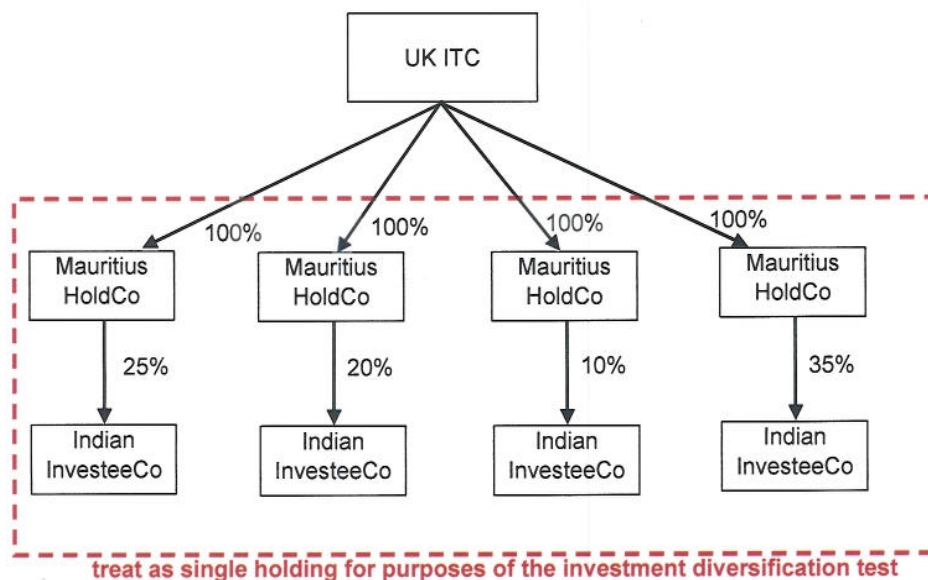 UK ITC
100%
100%
100%
100%
Mauritius
HoldCo
Mauritius
HoldCo
Mauritius
HoldCo
Mauritius
HoldCo
25%
20%
10%
35%
Indian
InvesteeCo
Indian
InvesteeCo
Indian
InvesteeCo
Indian
InvesteeCo
treat as single holding for purposes of the investment diversification test